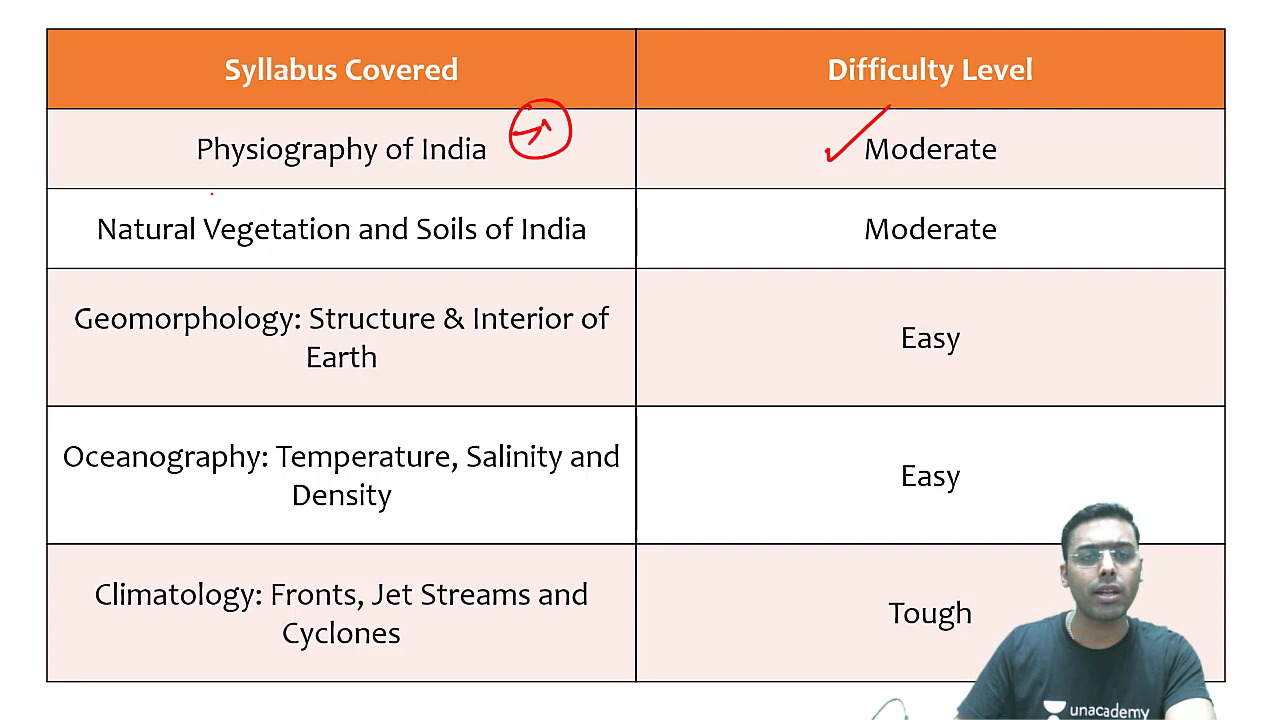 Syllabus Covered
Difficulty Level
Physiography of India
Moderate
Natural Vegetation and Soils of India
Moderate
Geomorphology: Structure & Interior of
Earth
Easy
Oceanography: Temperature, Salinity and
Density
Easy
Climatology: Fronts, Jet Streams and
Cyclones
Tough
unacademy